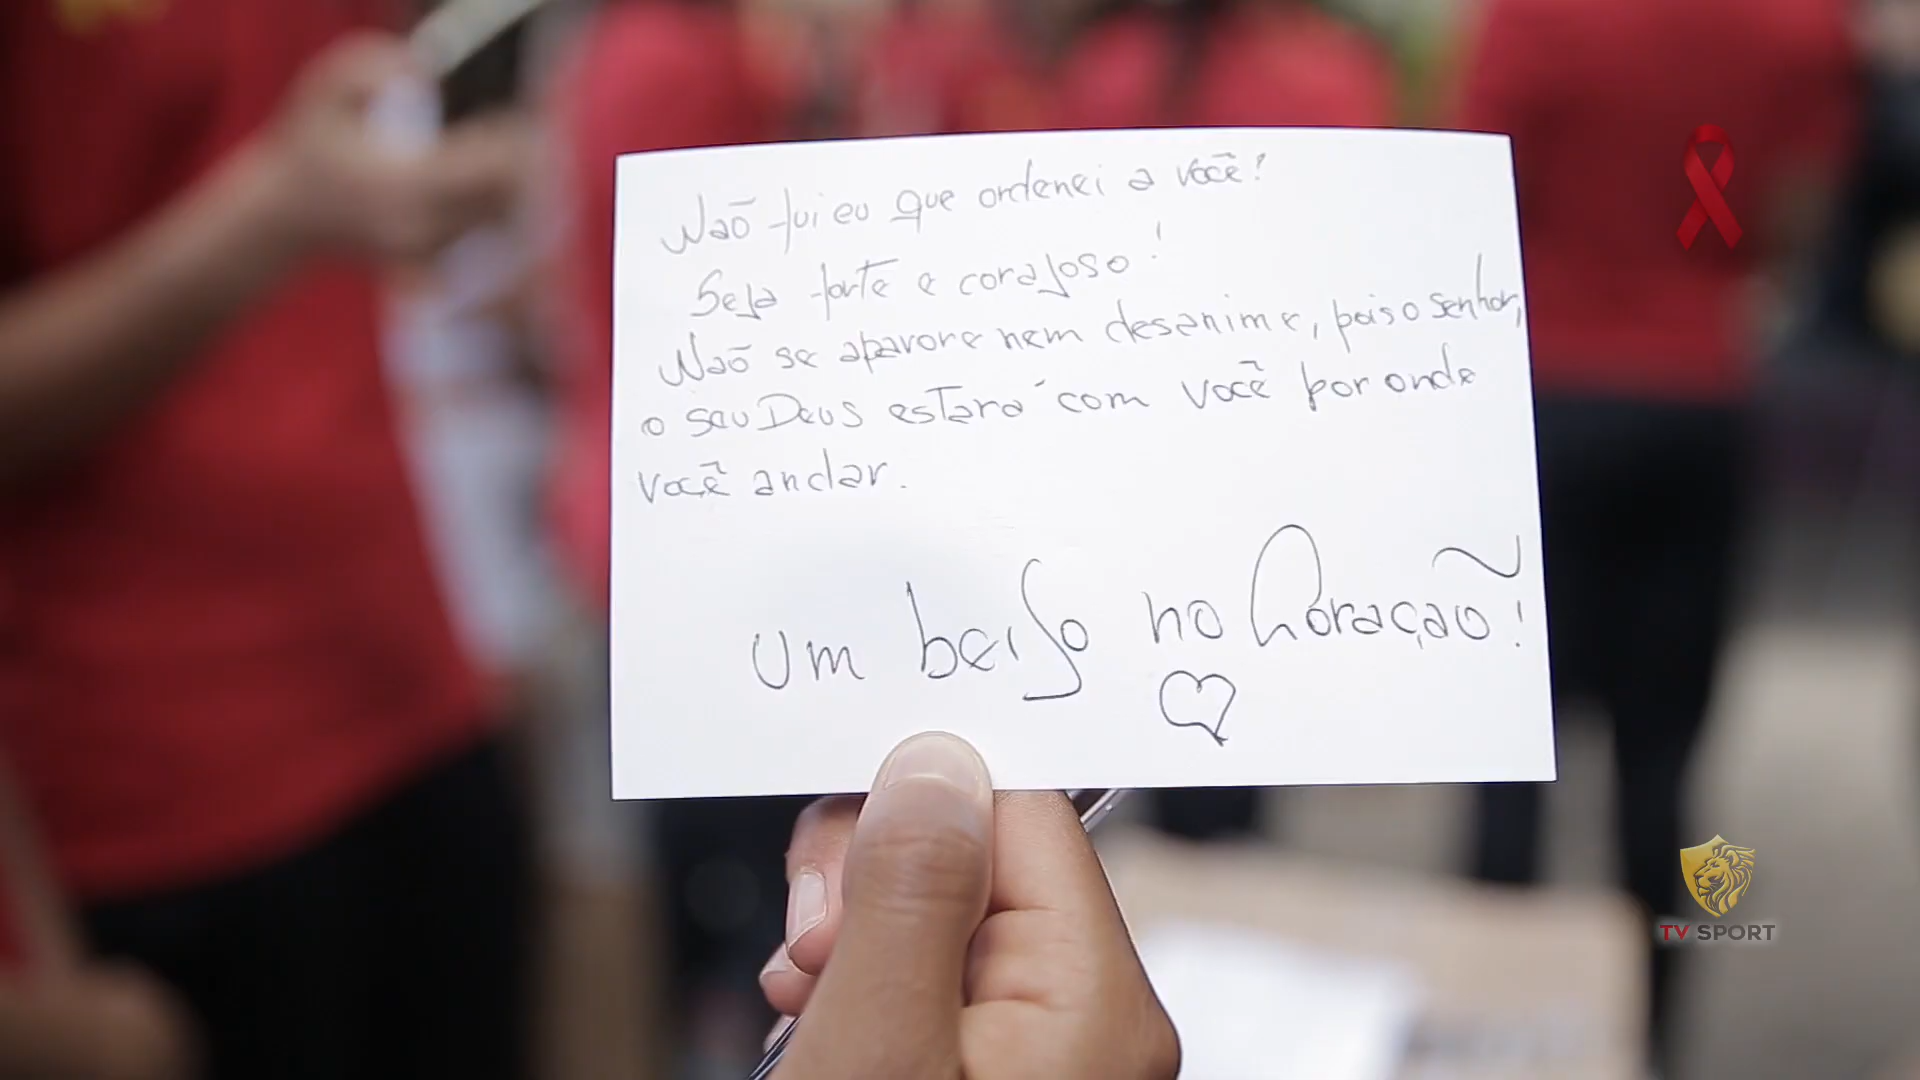 Não fui eu que ordenei a você!
Seja forte e corajoso!
Não se apavore nem desanime, pois o senhor,
o seu Deus estará com você por onde
você andar.
Um beijo no Coração!
TV SPORT